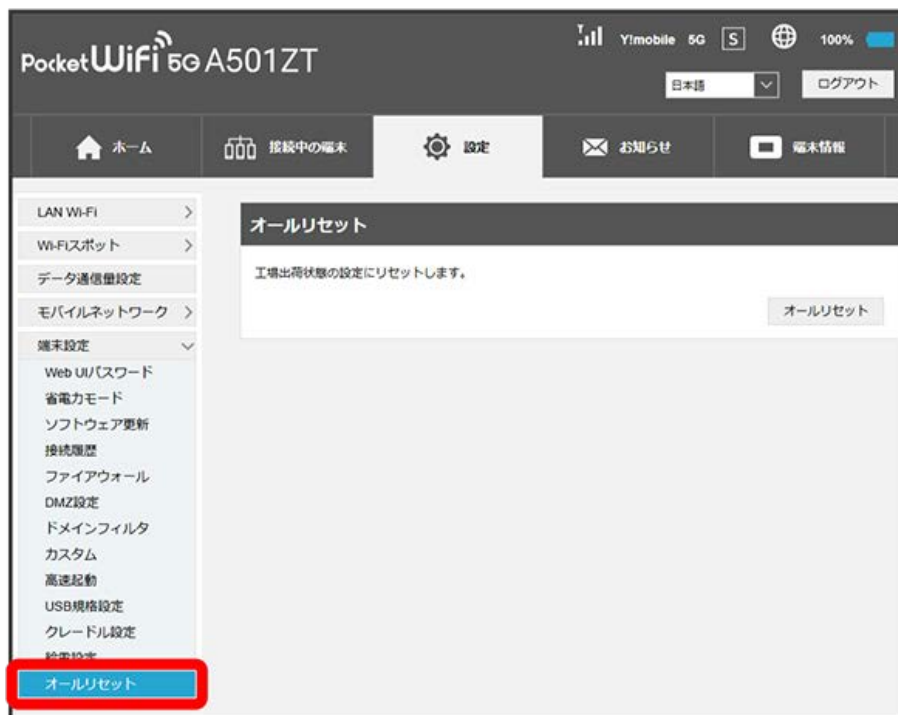 Pocket WiFi 5G A501ZT
Y!mobile 5G S 100%
日本語 ログアウト
ホーム 接続中の端末 設定 お知らせ 端末情報
LAN Wi-Fi
Wi-Fiスポット
データ通信量設定
モバイルネットワーク
端末設定
Web UIパスワード
省電力モード
ソフトウェア更新
接続履歴
ファイアウォール
DMZ設定
ドメインフィルタ
カスタム
高速起動
USB規格設定
クレードル設定
給電設定
オールリセット
オールリセット
工場出荷状態の設定にリセットします。
オールリセット